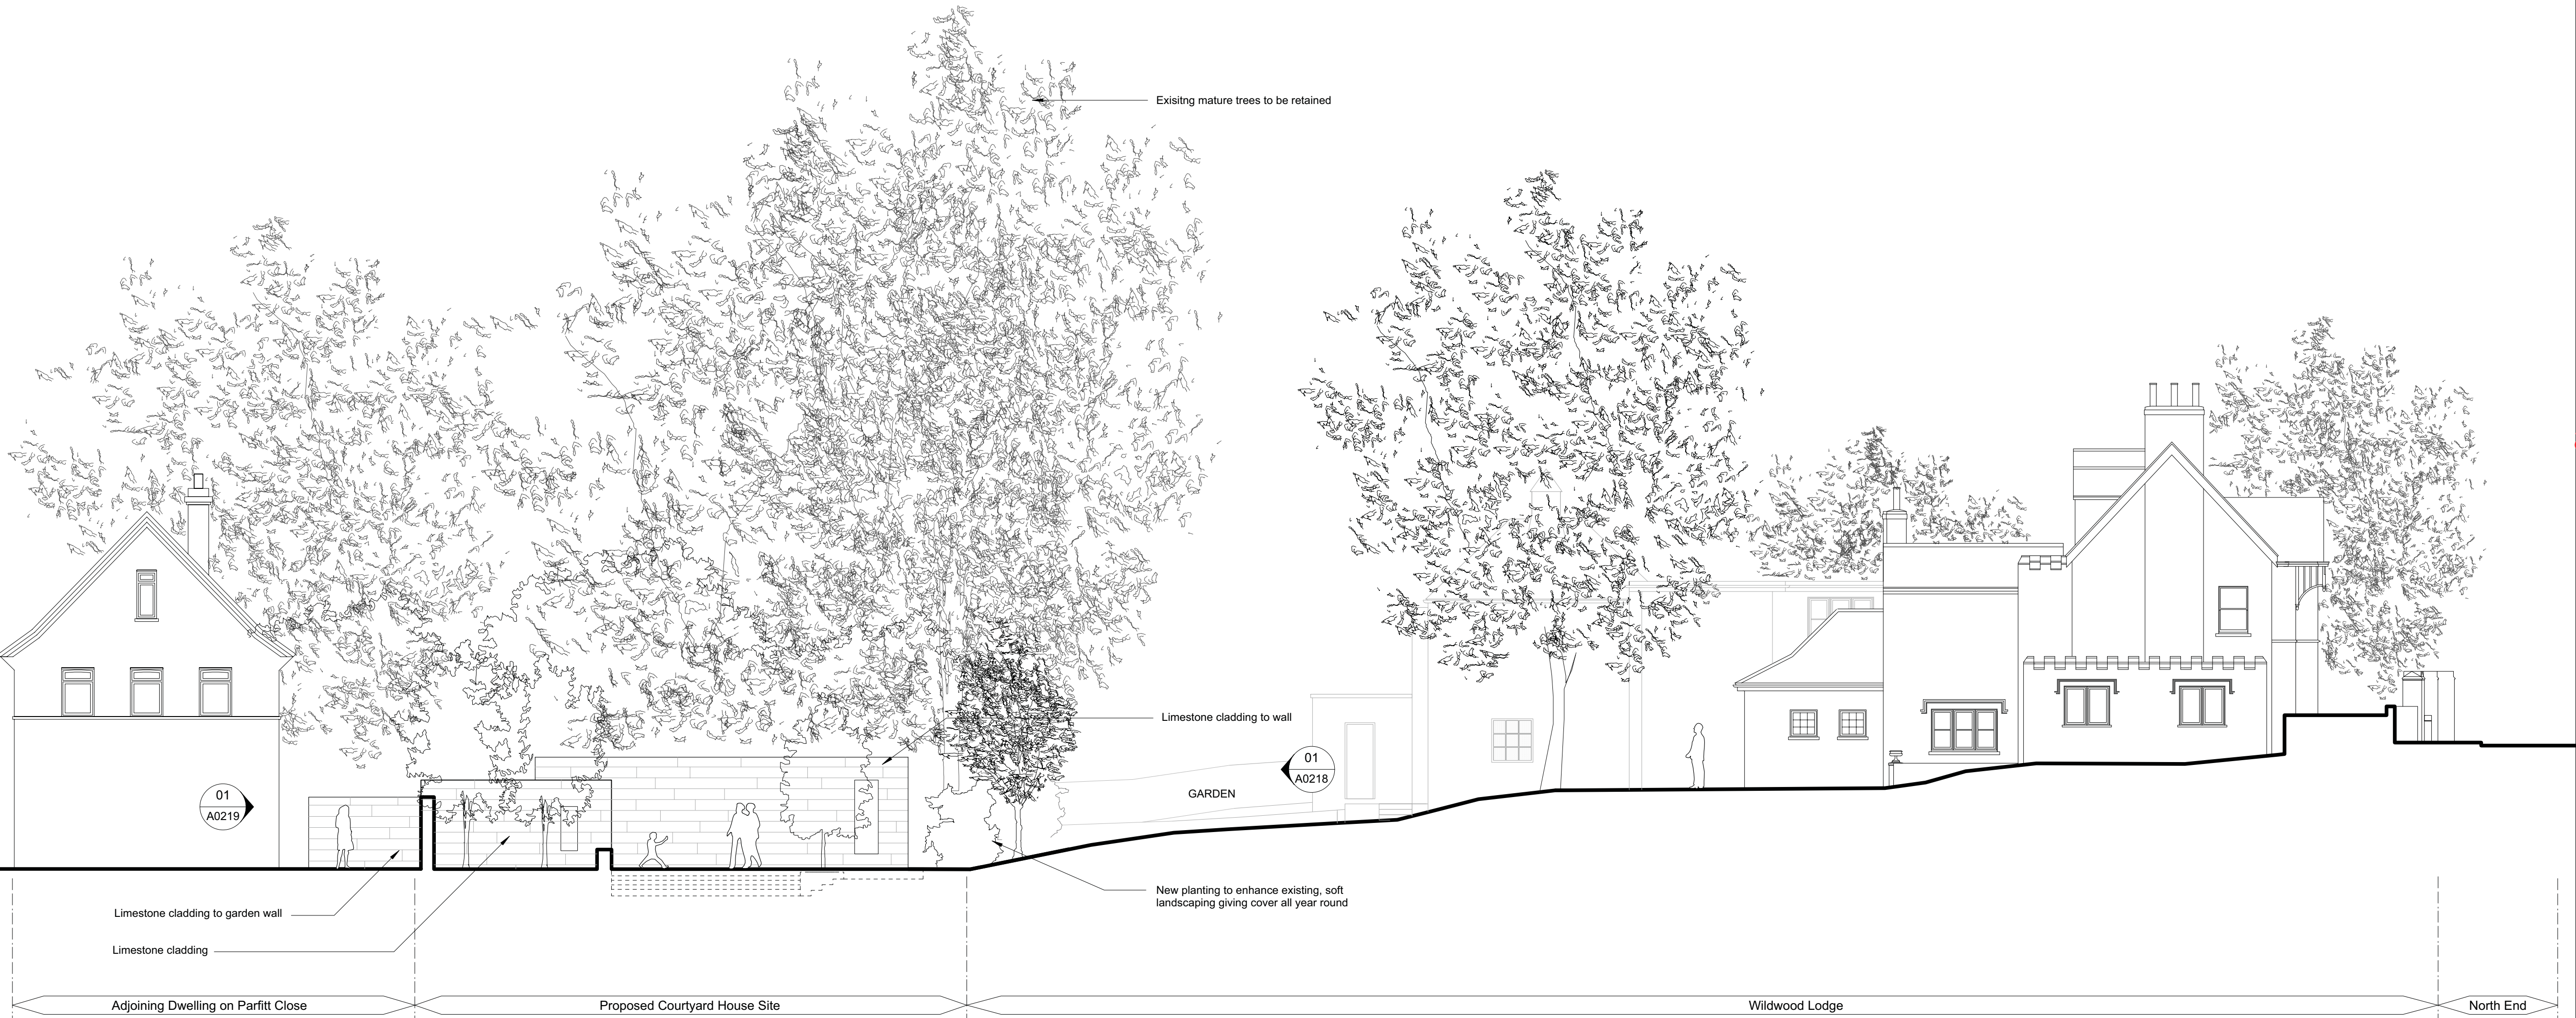 Exisitng mature trees to be retained
Limestone cladding to wall
01
A0218
GARDEN
01
A0219
New planting to enhance existing, soft
landscaping giving cover all year round
Limestone cladding to garden wall
Limestone cladding
Adjoining Dwelling on Parfitt Close
Proposed Courtyard House Site
Wildwood Lodge
North End